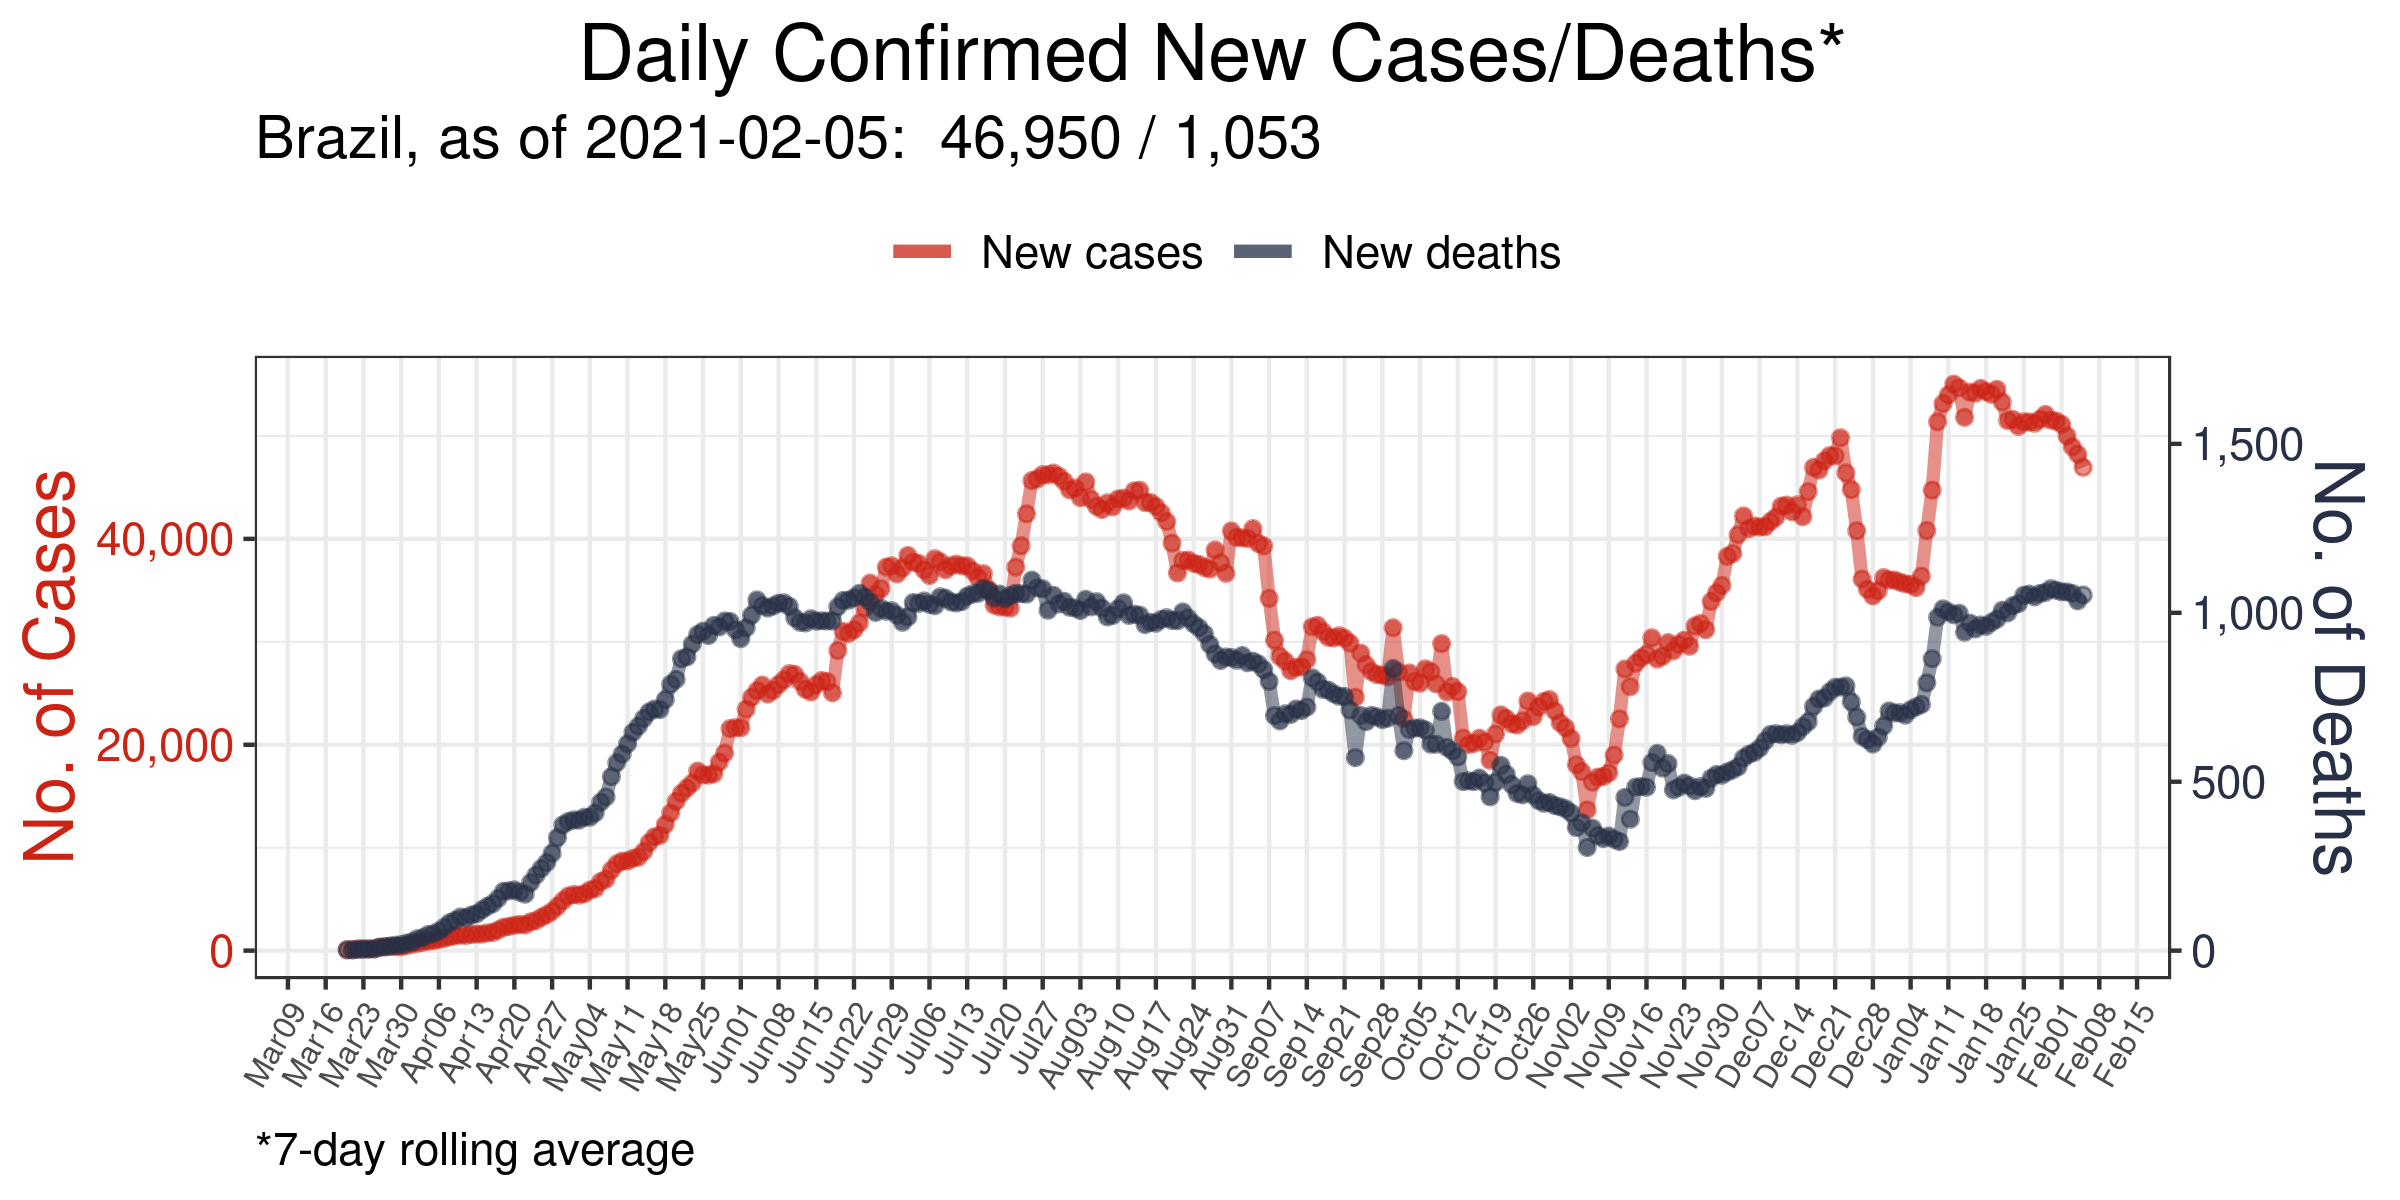 Daily Confirmed New Cases/Deaths*
Brazil, as of 2021-02-05:  46,950 / 1,053
New cases
New deaths
No. of Cases
40,000
20,000
0
1,500
1,000
500
0
No. of Deaths
Mar09
Mar16
Mar23
Mar30
Apr06
Apr13
Apr20
Apr27
May04
May11
May18
May25
Jun01
Jun08
Jun15
Jun22
Jun29
Jul06
Jul13
Jul20
Jul27
Aug03
Aug10
Aug17
Aug24
Aug31
Sep07
Sep14
Sep21
Sep28
Oct05
Oct12
Oct19
Oct26
Nov02
Nov09
Nov16
Nov23
Nov30
Dec07
Dec14
Dec21
Dec28
Jan04
Jan11
Jan18
Jan25
Feb01
Feb08
Feb15
*7-day rolling average